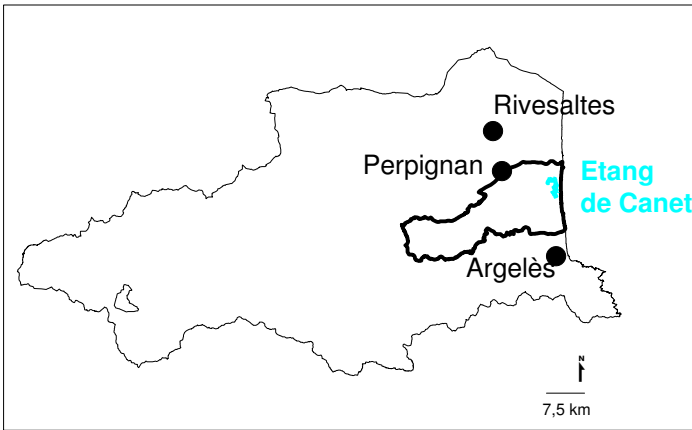 Rivesaltes
Perpignan
Etang
de Canet
Argelès
N
7,5 km